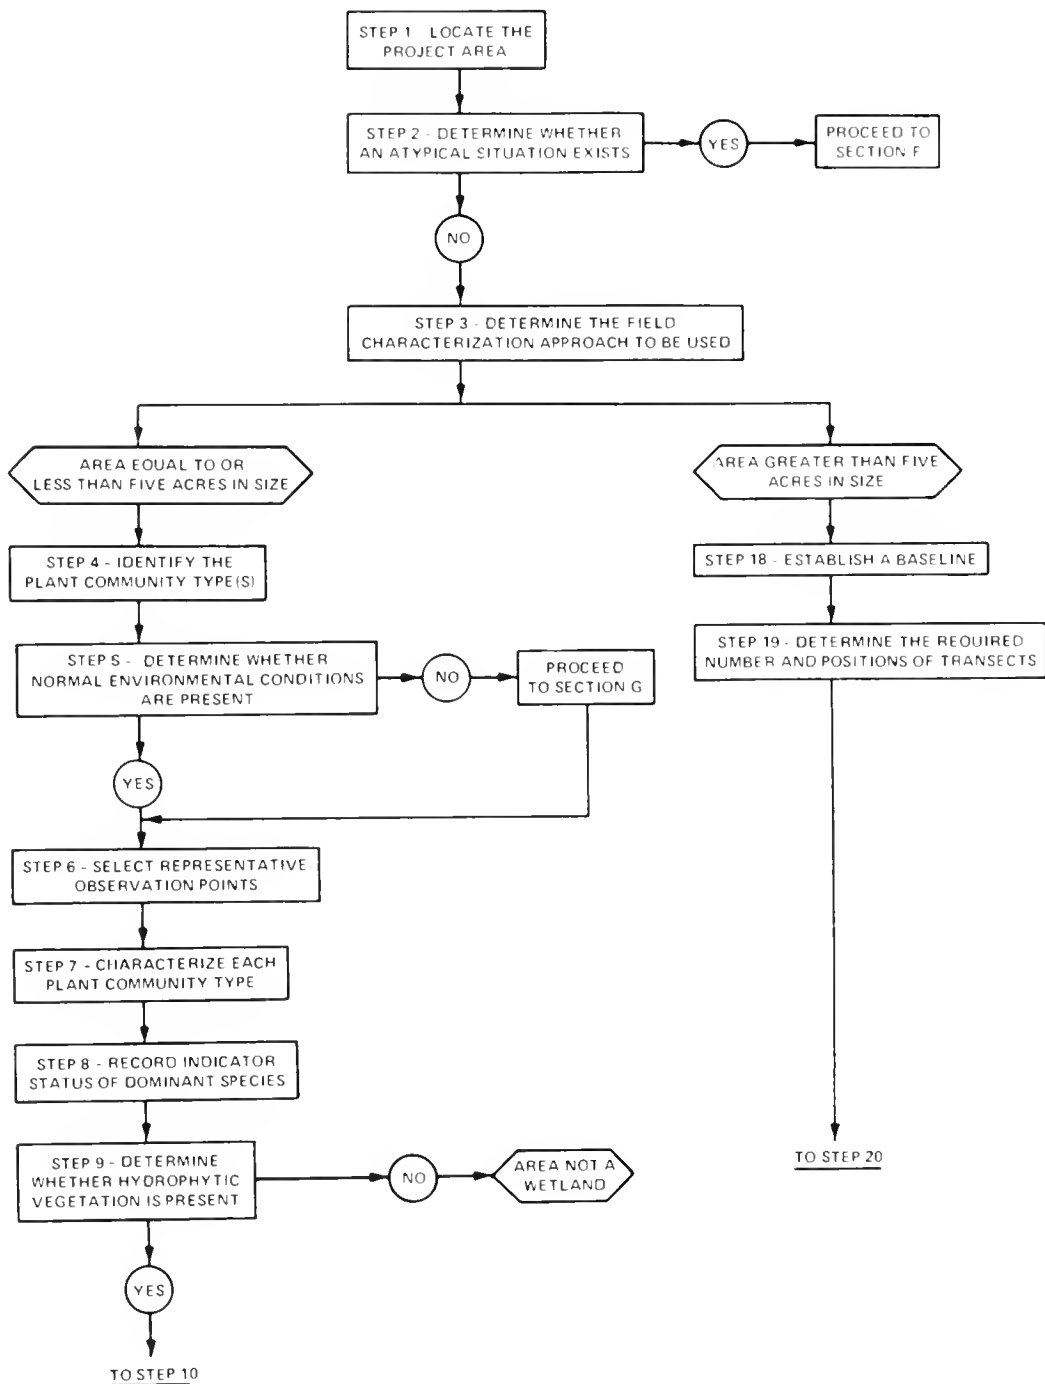 STEP 1 - LOCATE THE
PROJECT AREA
STEP 2 - DETERMINE WHETHER
AN ATYPICAL SITUATION EXISTS
YES
PROCEED TO
SECTION F
NO
STEP 3 - DETERMINE THE FIELD
CHARACTERIZATION APPROACH TO BE USED
AREA EQUAL TO OR
LESS THAN FIVE ACRES IN SIZE
AREA GREATER THAN FIVE
ACRES IN SIZE
STEP 4 - IDENTIFY THE
PLANT COMMUNITY TYPE(S)
STEP 18 - ESTABLISH A BASELINE
STEP 5 - DETERMINE WHETHER
NORMAL ENVIRONMENTAL CONDITIONS
ARE PRESENT
NO
PROCEED
TO SECTION G
STEP 19 - DETERMINE THE REQUIRED
NUMBER AND POSITIONS OF TRANSECTS
YES
STEP 6 - SELECT REPRESENTATIVE
OBSERVATION POINTS
STEP 7 - CHARACTERIZE EACH
PLANT COMMUNITY TYPE
STEP 8 - RECORD INDICATOR
STATUS OF DOMINANT SPECIES
STEP 9 - DETERMINE
WHETHER HYDROPHYTIC
VEGETATION IS PRESENT
NO
AREA NOT A
WETLAND
TO STEP 20
YES
TO STEP 10